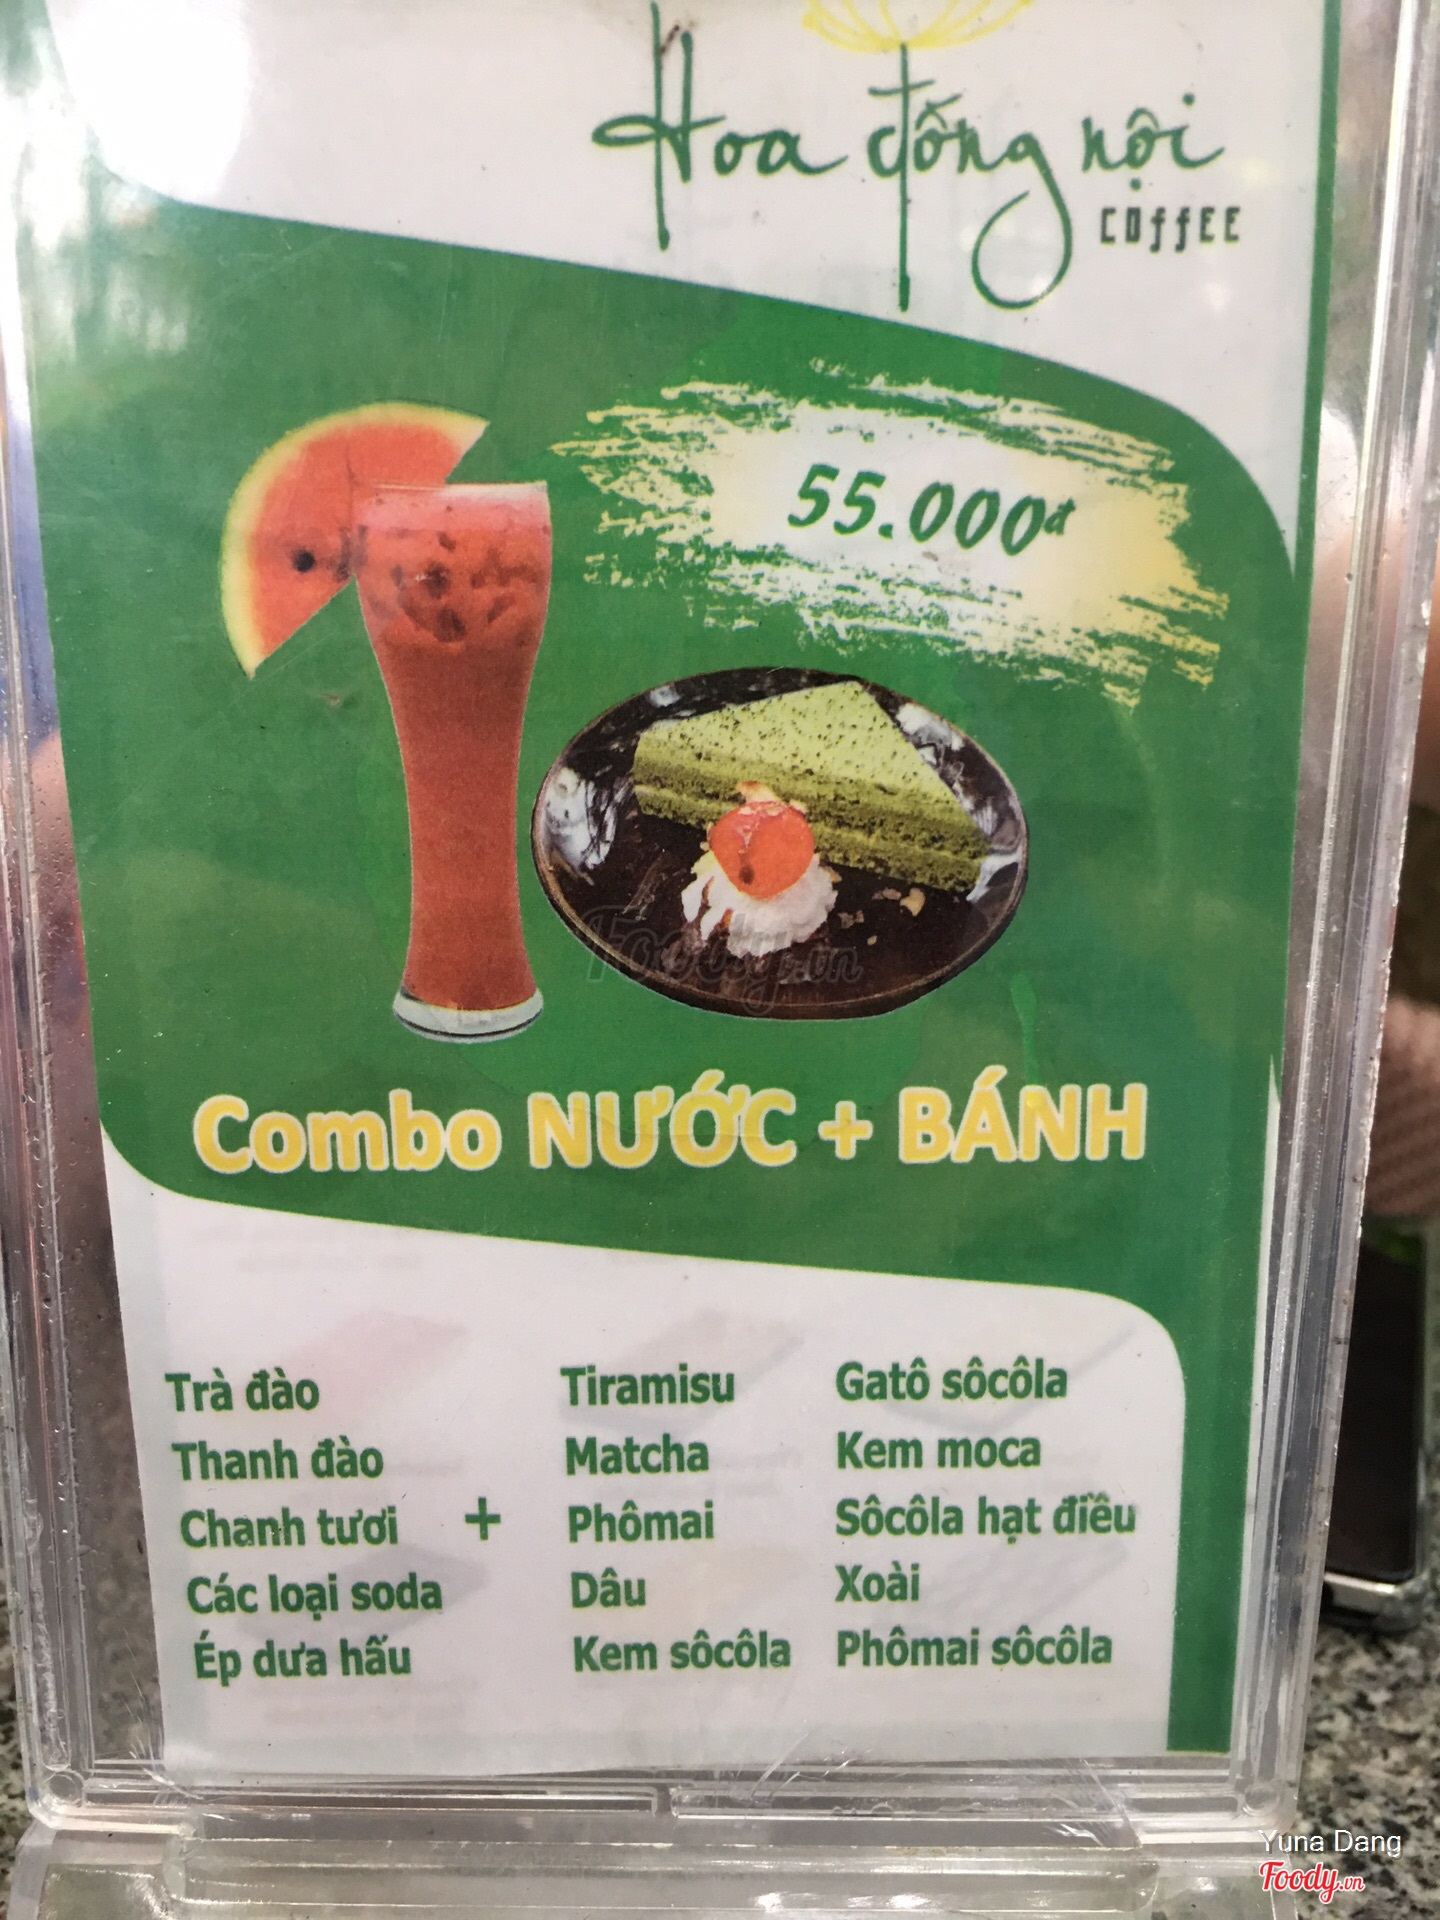 Hoa đồng nội
COFFEE
55.000đ
Foody.vn
Combo NƯỚC + BÁNH
Trà đào
Thanh đào
Chanh tươi
Các loại soda
Ép dưa hấu
+
Tiramisu
Matcha
Phômai
Dâu
Kem sôcôla
Gatô sôcôla
Kem moca
Sôcôla hạt điều
Xoài
Phômai sôcôla
Yuna Dang
Foody.vn